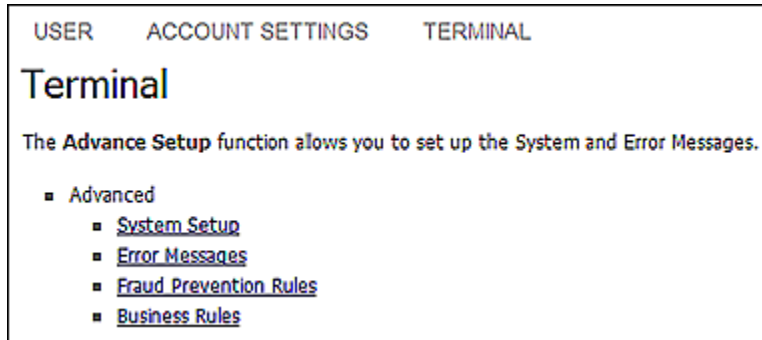 USER ACCOUNT SETTINGS TERMINAL
Terminal
The Advance Setup function allows you to set up the System and Error Messages.
Advanced
System Setup
Error Messages
Fraud Prevention Rules
Business Rules